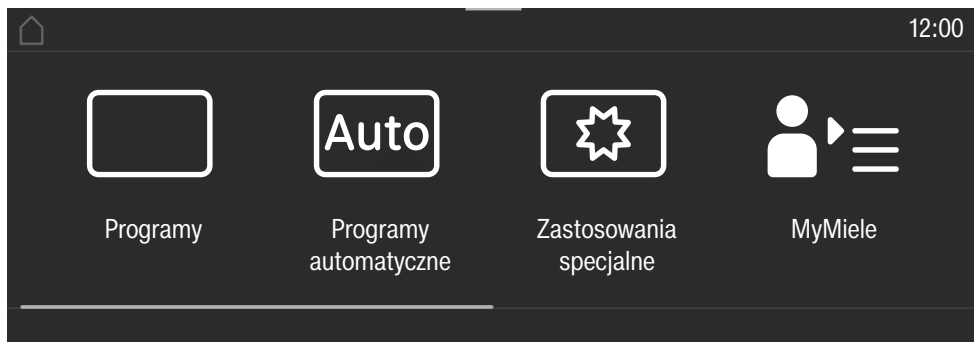 12:00
Auto
Programy
Programy
automatyczne
Zastosowania
specjalne
MyMiele